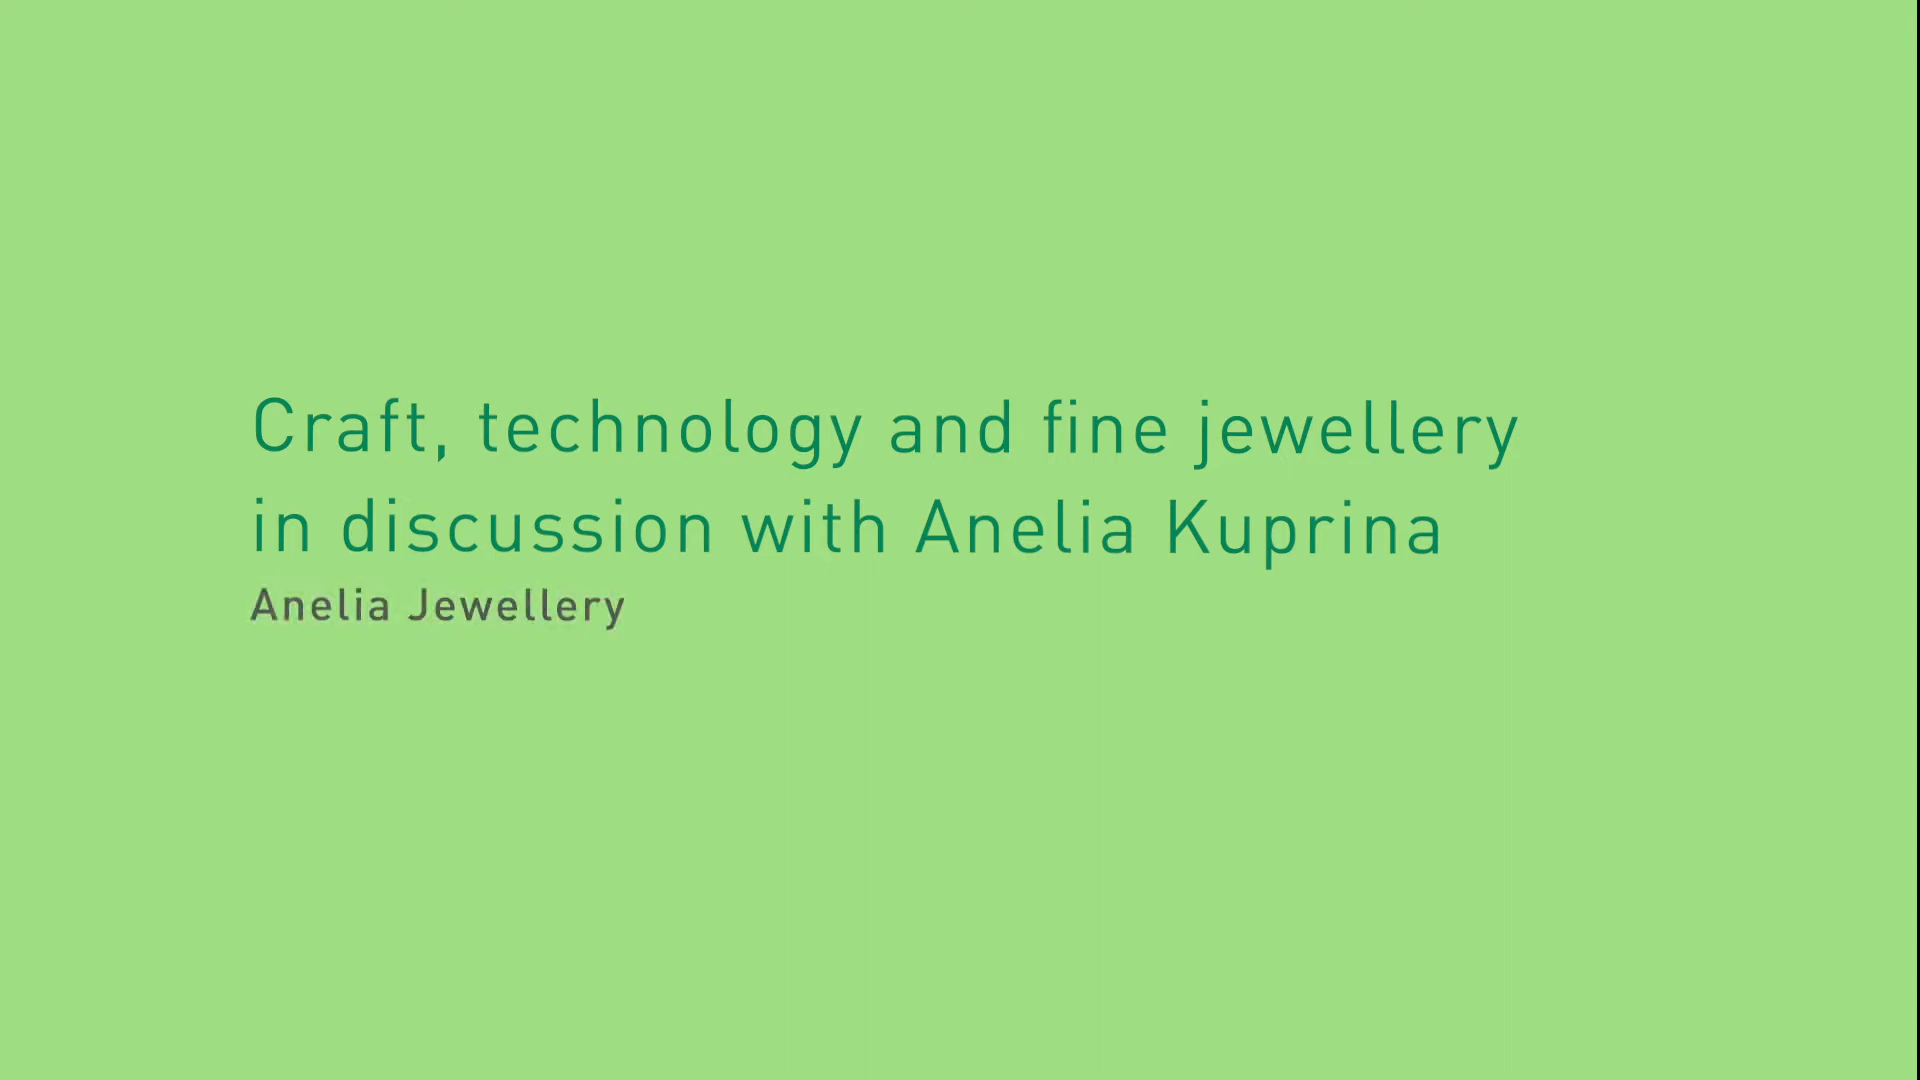 Craft, technology and fine jewellery
in discussion with Anelia Kuprina
Anelia Jewellery